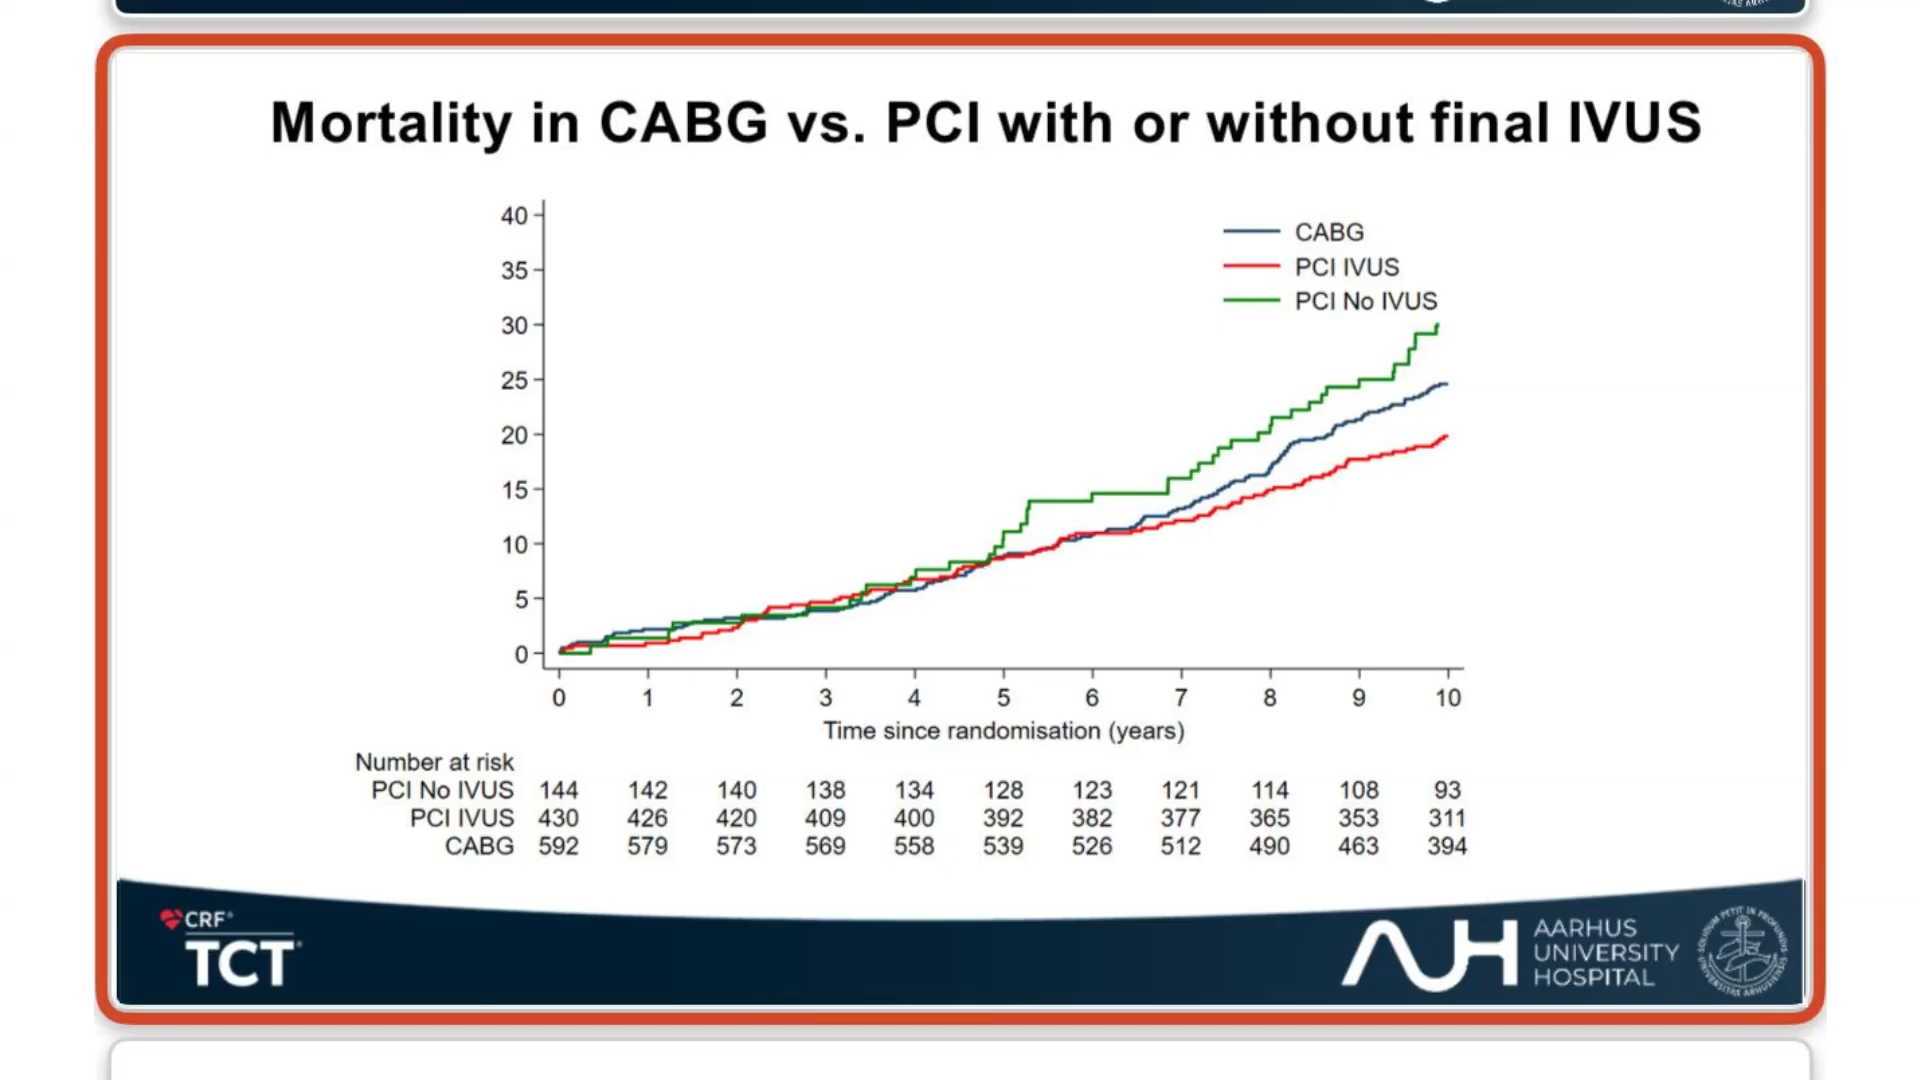 Mortality in CABG vs. PCI with or without final IVUS
40
35
30
25
20
15
10
5
0
CABG
PCI IVUS
PCI No IVUS
0 1 2 3 4 5 6 7 8 9 10
Time since randomisation (years)
Number at risk
PCI No IVUS 144 142 140 138 134 128 123 121 114 108 93
PCI IVUS 430 426 420 409 400 392 382 377 365 353 311
CABG 592 579 573 569 558 539 526 512 490 463 394
CRF®
TCT
AUH
AARHUS
UNIVERSITY
HOSPITAL